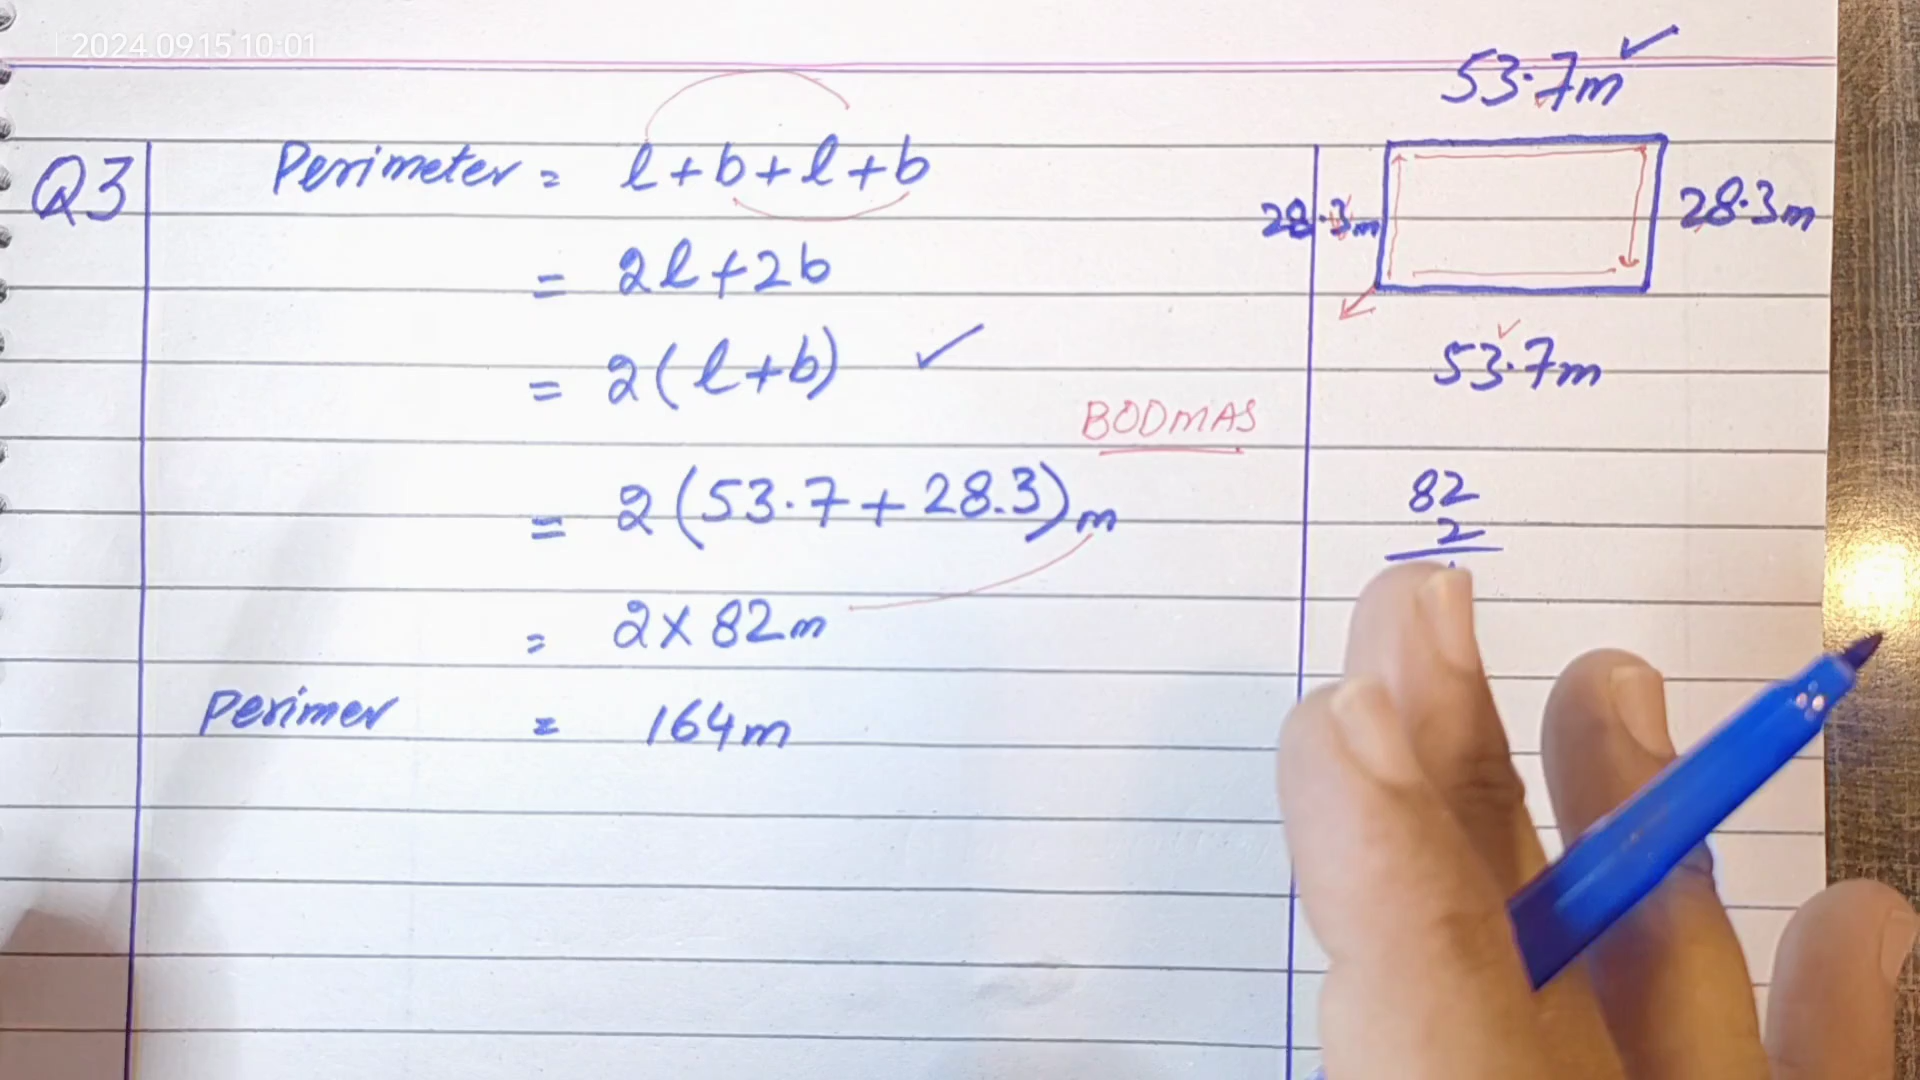 2024.09.15 10:01
53.7m
Q3 Perimeter = l+b+l+b
28.3m 28.3m
= 2l+2b
= 2(l+b) ✓
53.7m
BODMAS
= 2(53.7+28.3)m
82
2
= 2×82m
Perimer = 164m